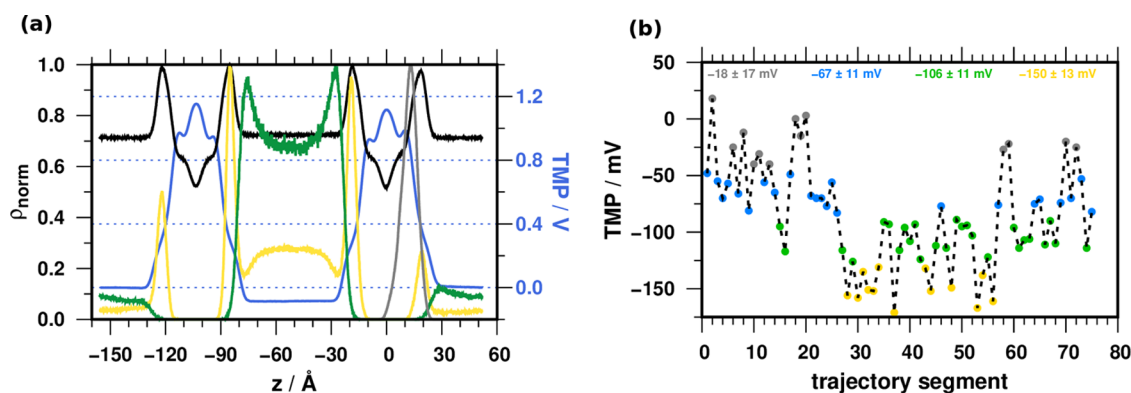 (a)
1.0
0.8
0.6
0.4
0.2
0.0
ρnorm
1.2
0.8
0.4
0.0
TMP / V
−150 −120 −90 −60 −30 0 30 60
z / Å
(b)
50
0
−50
−100
−150
TMP / mV
−18 ± 17 mV −67 ± 11 mV −106 ± 11 mV −150 ± 13 mV
0 10 20 30 40 50 60 70 80
trajectory segment